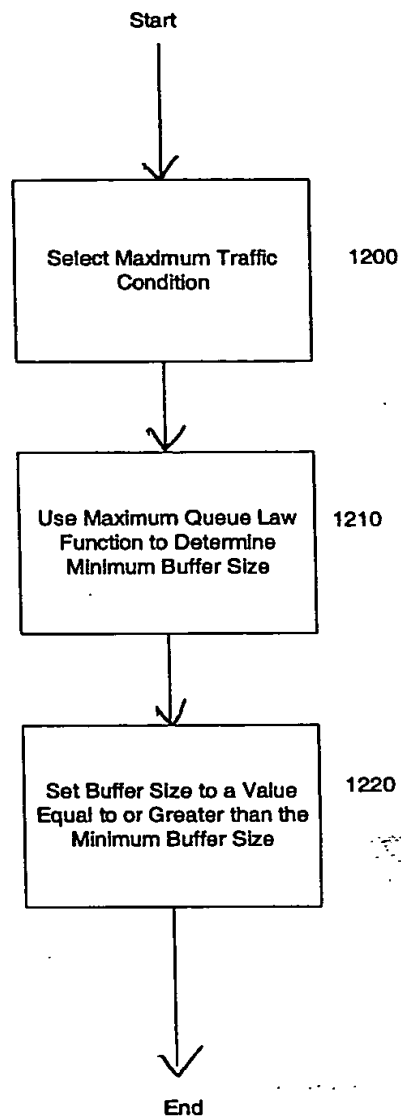 Start
Select Maximum Traffic
Condition
1200
Use Maximum Queue Law
Function to Determine
Minimum Buffer Size
1210
Set Buffer Size to a Value
Equal to or Greater than the
Minimum Buffer Size
1220
End